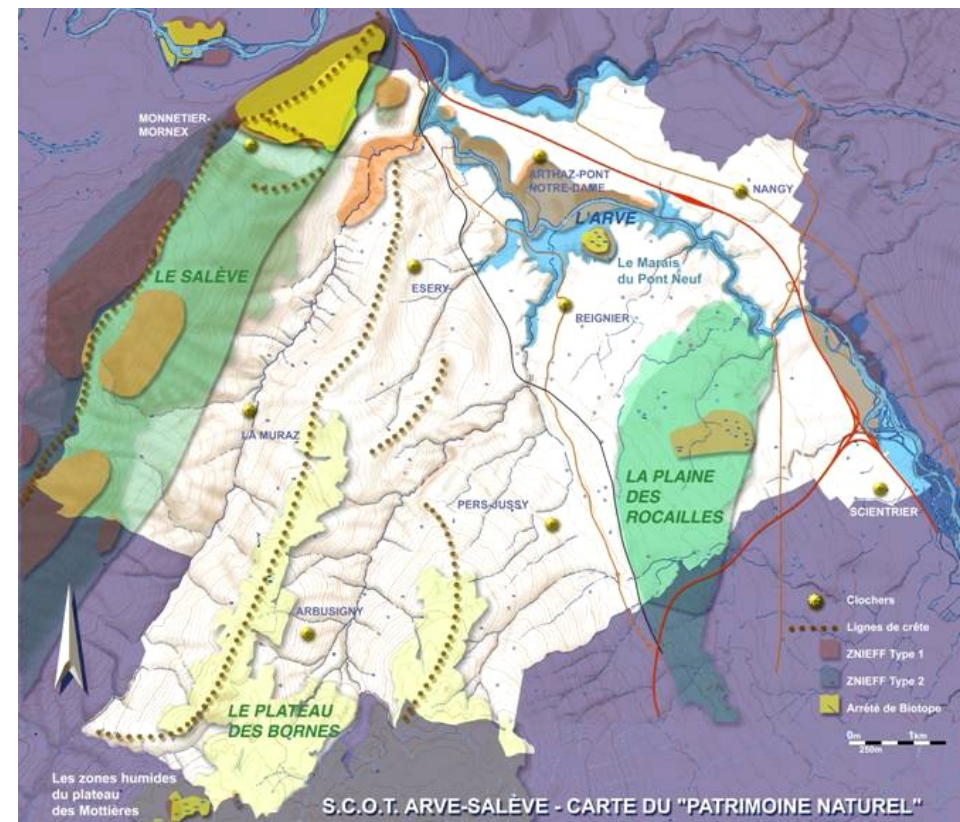 MONNETIER-
MORNEX
ARTHAZ-PONT
NOTRE-DAME
NANGY
L'ARVE
LE SALÈVE
ESERY
Le Marais
du Pont Neuf
REIGNIER
LA MURAZ
PERS-JUSSY
LA PLAINE
DES
ROCAILLES
SCIENTRIER
ARBUSIGNY
Clochers
Lignes de crête
ZNIEFF Type 1
ZNIEFF Type 2
Arrêté de Biotope
LE PLATEAU
DES BORNES
0m 1km
250m
Les zones humides
du plateau
des Mottières
S.C.O.T. ARVE-SALÈVE - CARTE DU "PATRIMOINE NATUREL"